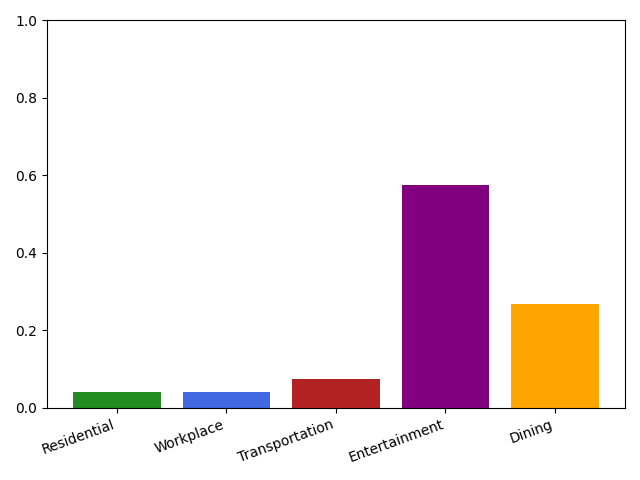 1.0
0.8
0.6
0.4
0.2
0.0
Residential
Workplace
Transportation
Entertainment
Dining